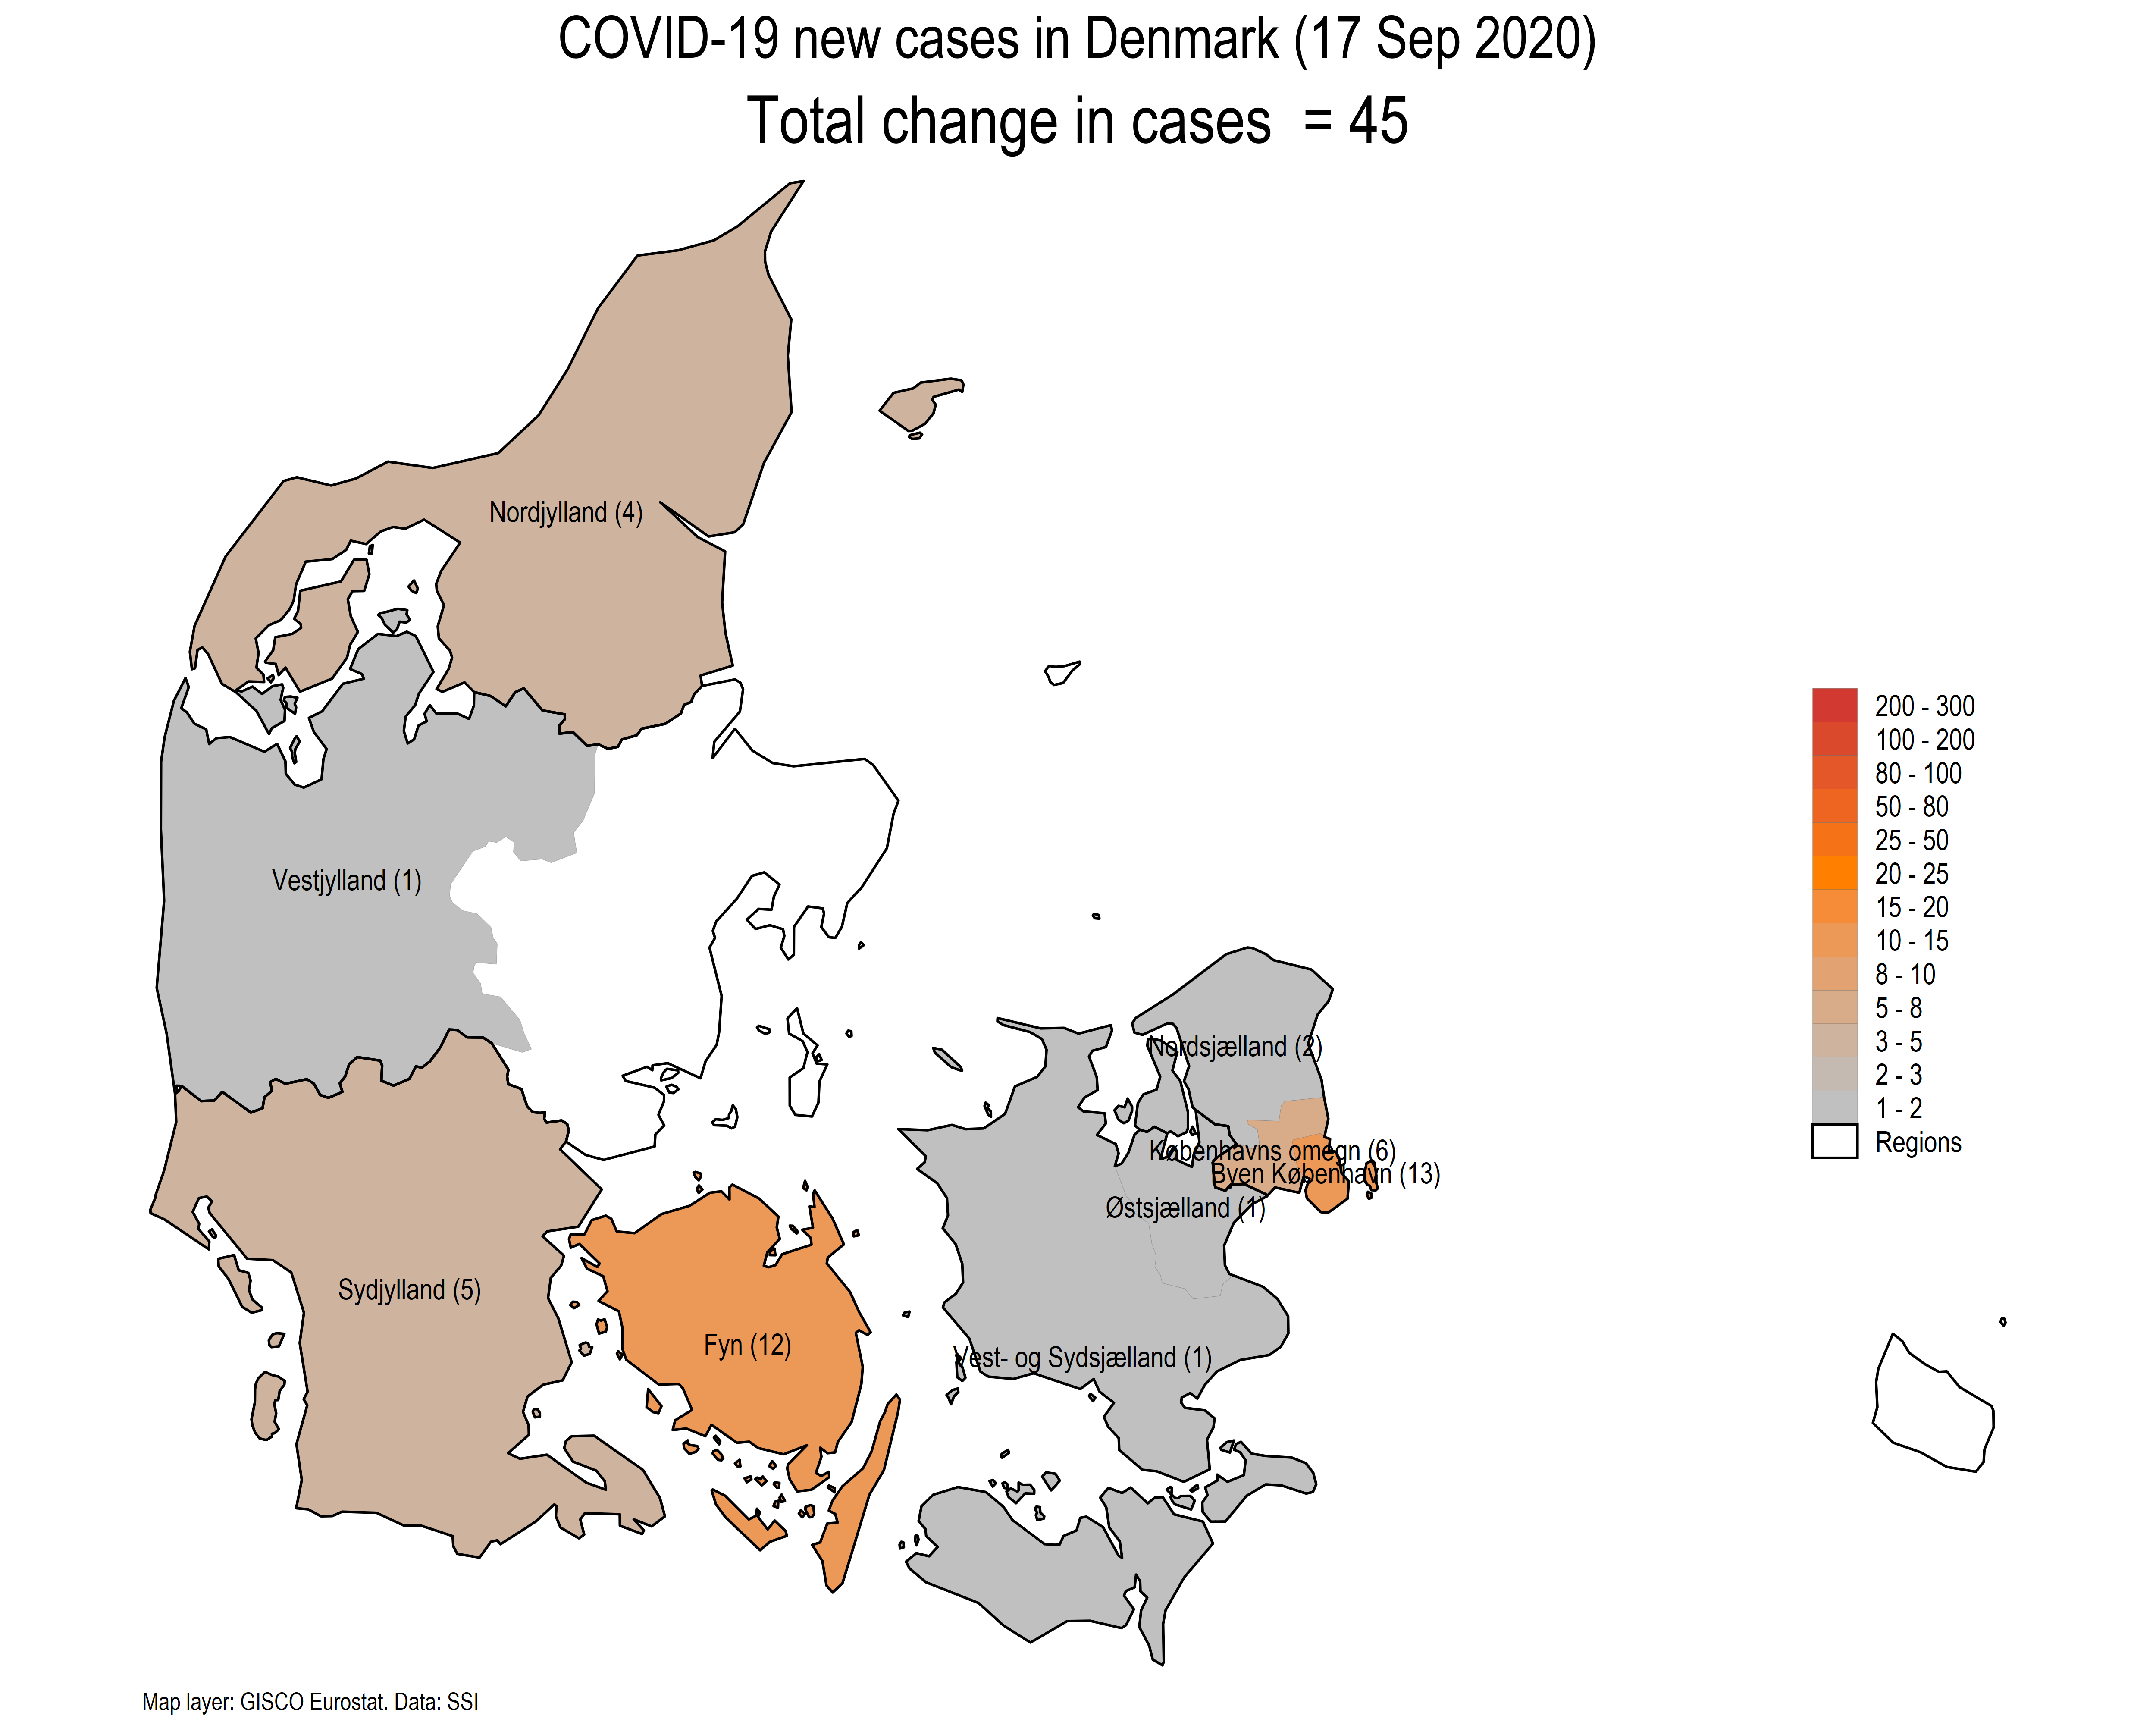 COVID-19 new cases in Denmark (17 Sep 2020)
Total change in cases = 45
Nordjylland (4)
Vestjylland (1)
Nordsjælland (2)
Københavns omegn (6)
Byen København (13)
Østsjælland (1)
Sydjylland (5)
Fyn (12)
Vest- og Sydsjælland (1)
200 - 300
100 - 200
80 - 100
50 - 80
25 - 50
20 - 25
15 - 20
10 - 15
8 - 10
5 - 8
3 - 5
2 - 3
1 - 2
Regions
Map layer: GISCO Eurostat. Data: SSI